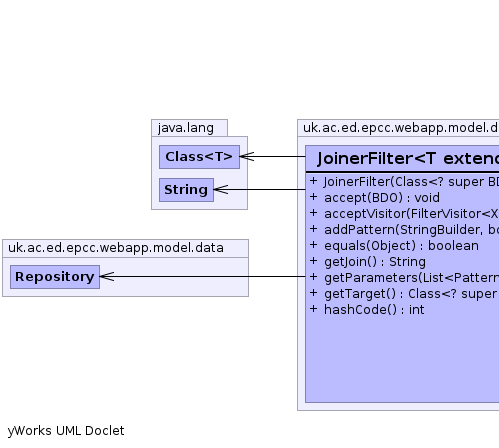 java.lang
Class<T>
String
uk.ac.ed.epcc.webapp.model.data
Repository
uk.ac.ed.epcc.webapp.model.d
JoinerFilter<T extend
+ JoinerFilter(Class<? super BD
+ accept(BDO) : void
+ acceptVisitor(FilterVisitor<X
+ addPattern(StringBuilder, bo
+ equals(Object) : boolean
+ getJoin() : String
+ getParameters(List<Pattern
+ getTarget() : Class<? super
+ hashCode() : int
yWorks UML Doclet